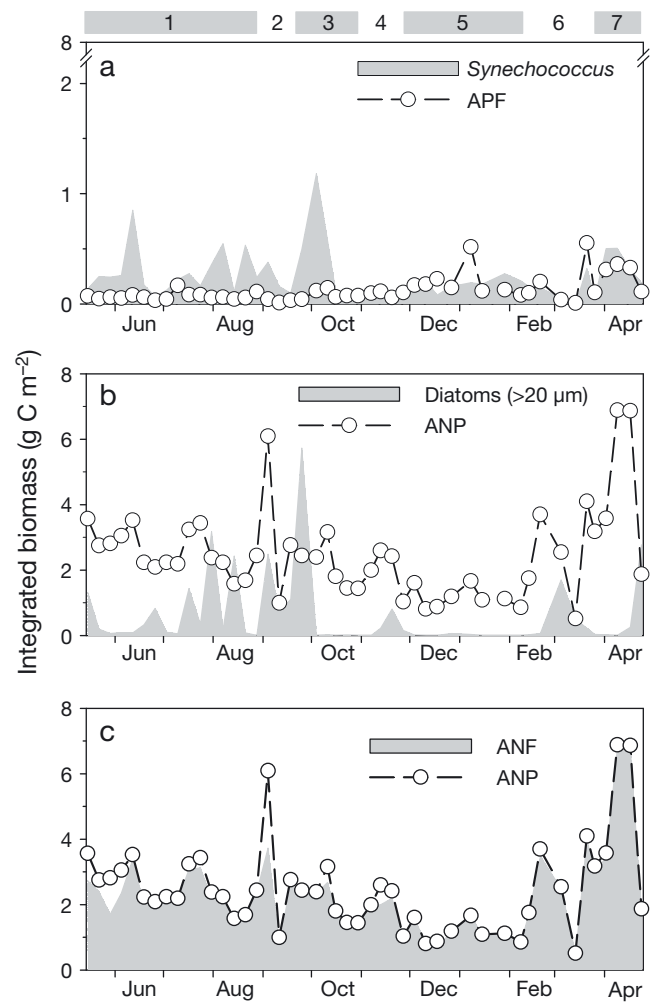 1 2 3 4 5 6 7
8
a
Synechococcus
APF
2
1
0
Jun Aug Oct Dec Feb Apr
Integrated biomass (g C m⁻²)
8
b
Diatoms (>20 µm)
ANP
6
4
2
0
Jun Aug Oct Dec Feb Apr
8
c
ANF
ANP
6
4
2
0
Jun Aug Oct Dec Feb Apr